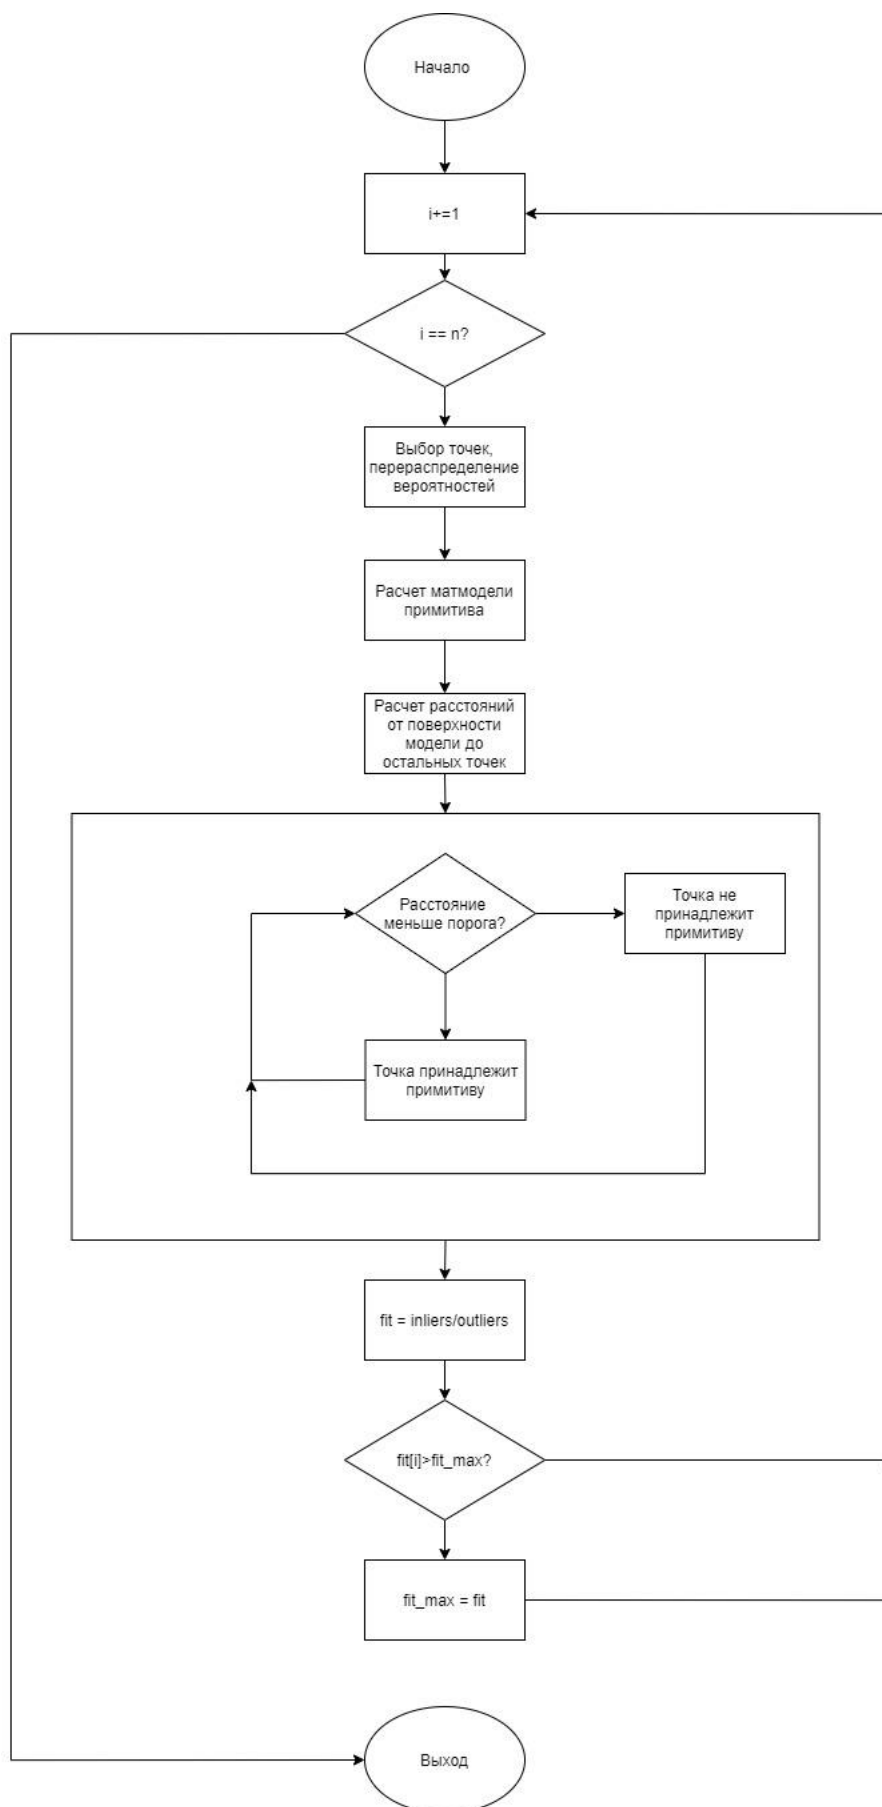 Начало
i+=1
i == n?
Выбор точек,
перераспределение
вероятностей
Расчет матмодели
примитива
Расчет расстояний
от поверхности
модели до
остальных точек
Расстояние
меньше порога?
Точка не
принадлежит
примитиву
Точка принадлежит
примитиву
fit = inliers/outliers
fit[i]>fit_max?
fit_max = fit
Выход